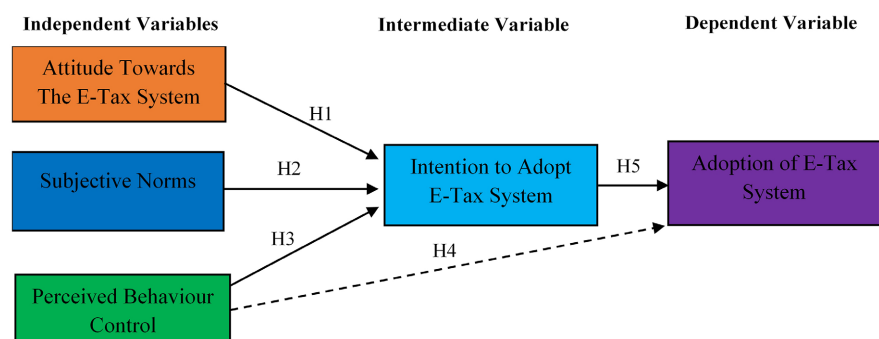 Independent Variables
Intermediate Variable
Dependent Variable
Attitude Towards
The E-Tax System
H1
Subjective Norms
H2
Intention to Adopt
E-Tax System
H5
Adoption of E-Tax
System
H3
H4
Perceived Behaviour
Control